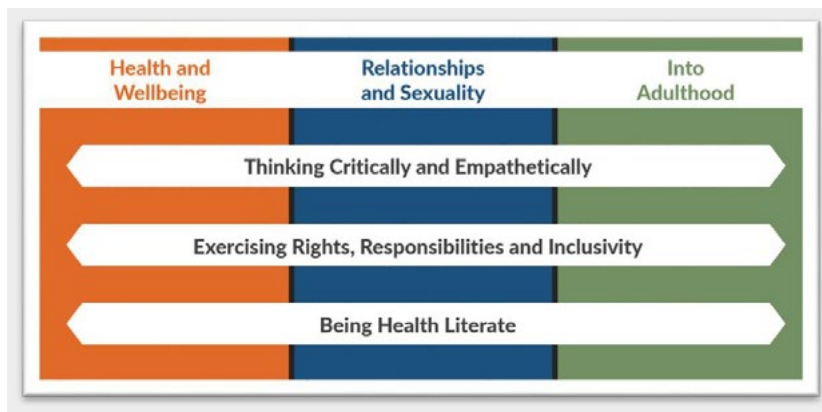 Health and
Wellbeing
Relationships
and Sexuality
Into
Adulthood
Thinking Critically and Empathetically
Exercising Rights, Responsibilities and Inclusivity
Being Health Literate